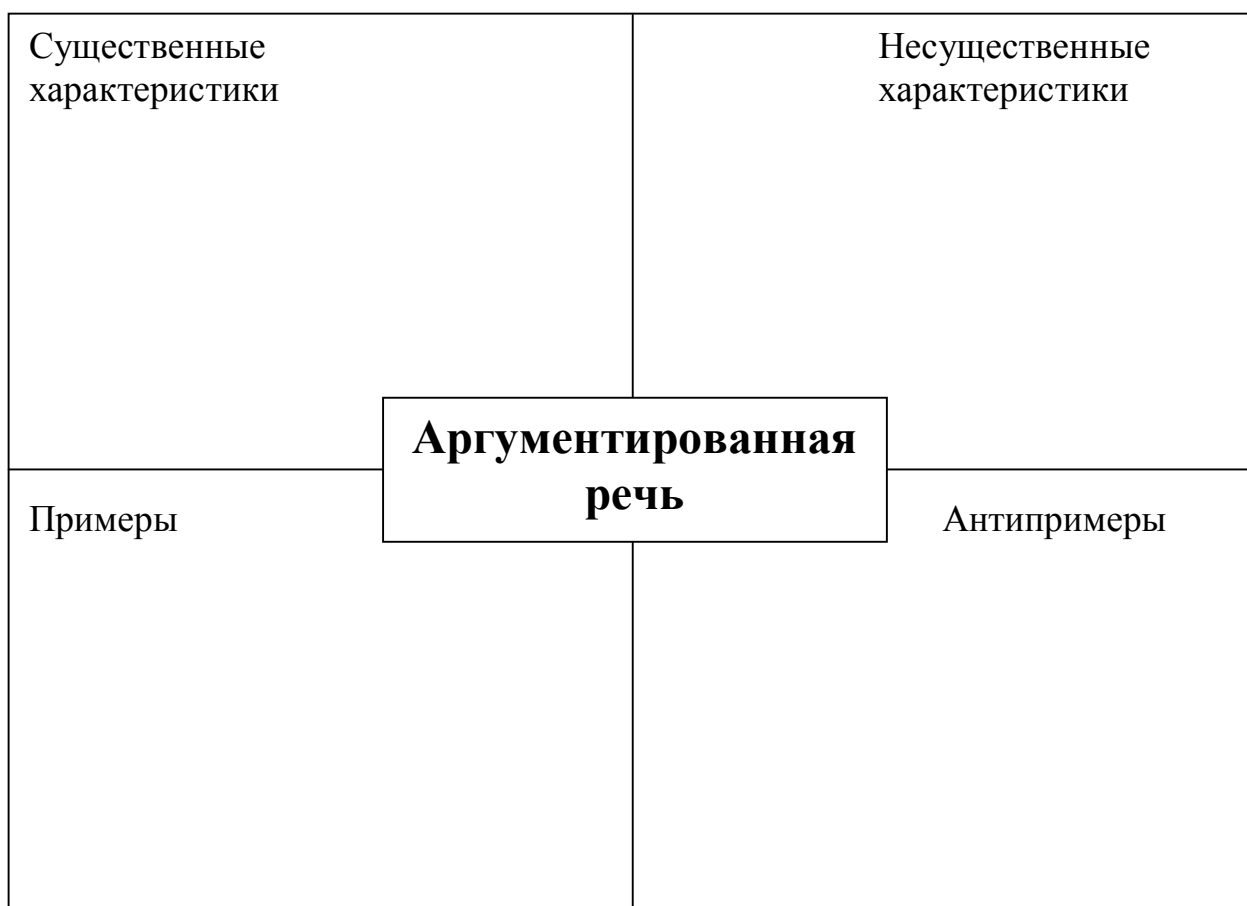 Существенные
характеристики
Несущественные
характеристики
Аргументированная
речь
Примеры
Антипримеры